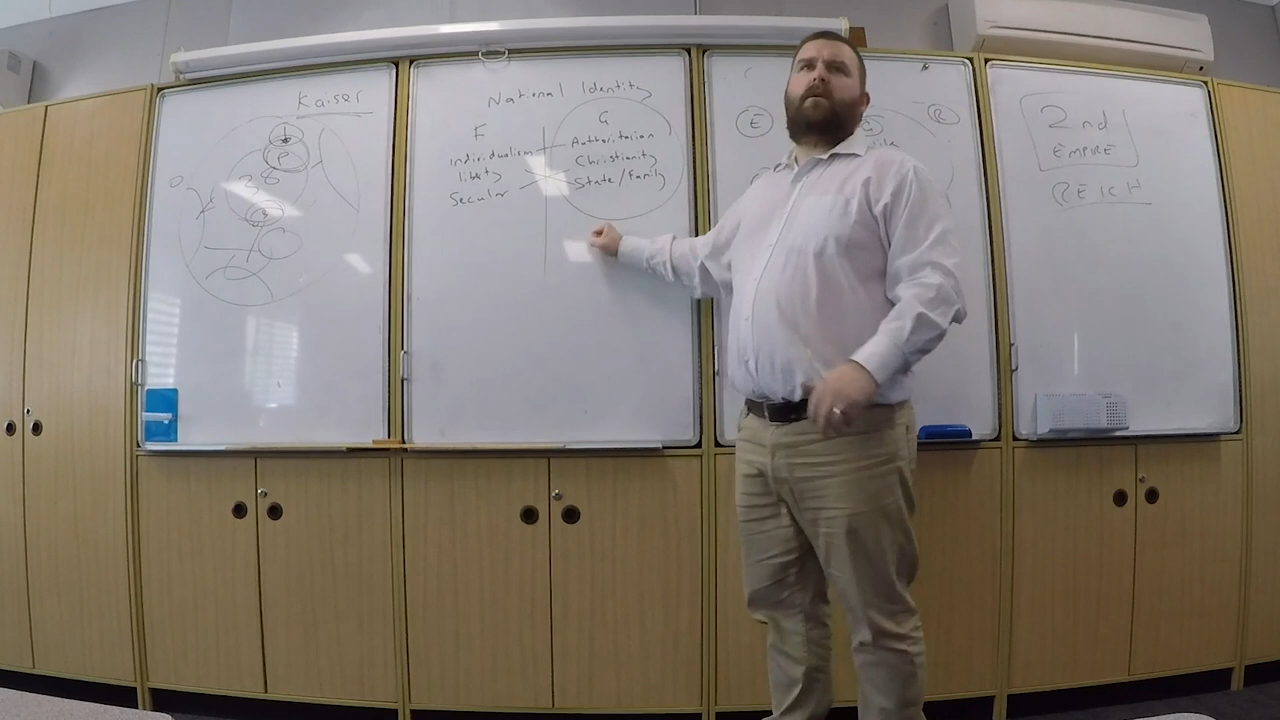 Kaiser
National Identity
F
G
Individualism
Authoritarian
liberty
Christianity
Secular
State/Family
E
R
2nd
EMPIRE
REICH